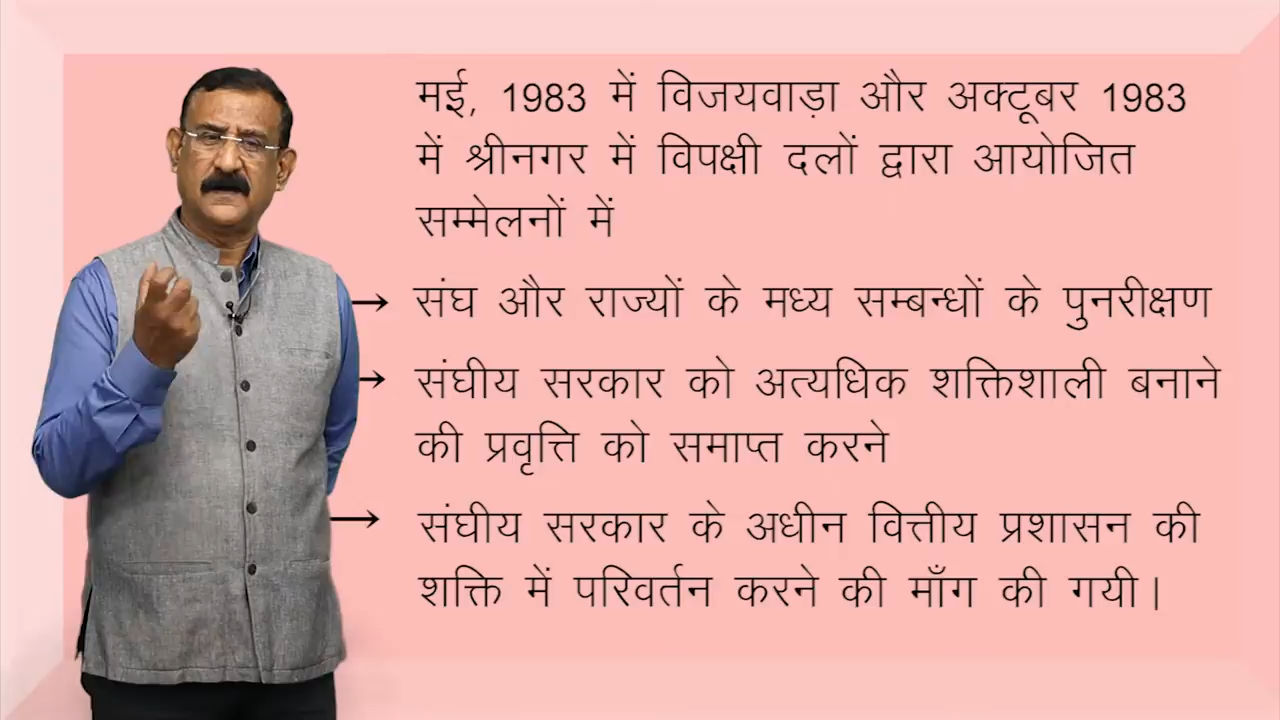 मई, 1983 में विजयवाड़ा और अक्टूबर 1983
में श्रीनगर में विपक्षी दलों द्वारा आयोजित
सम्मेलनों में
→ संघ और राज्यों के मध्य सम्बन्धों के पुनरीक्षण
→ संघीय सरकार को अत्यधिक शक्तिशाली बनाने
की प्रवृत्ति को समाप्त करने
→ संघीय सरकार के अधीन वित्तीय प्रशासन की
शक्ति में परिवर्तन करने की माँग की गयी।